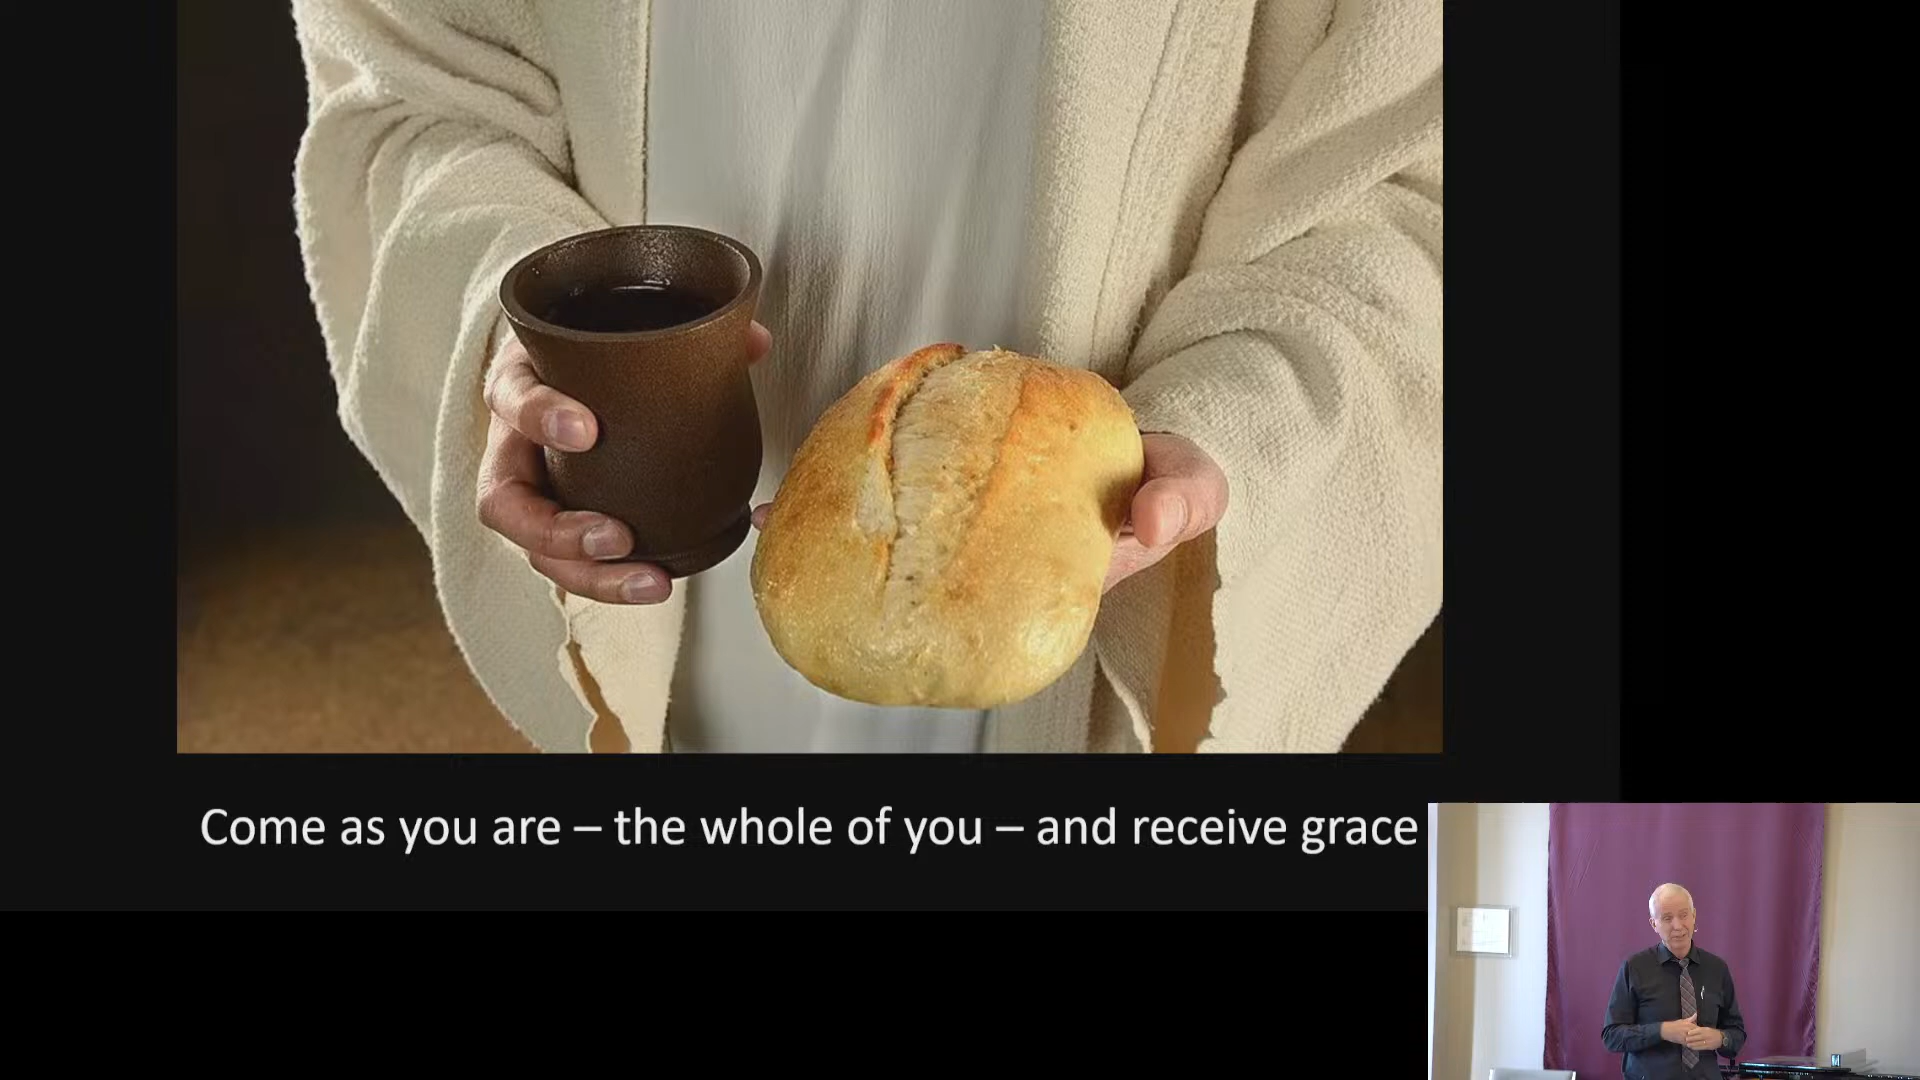 Come as you are – the whole of you – and receive grace